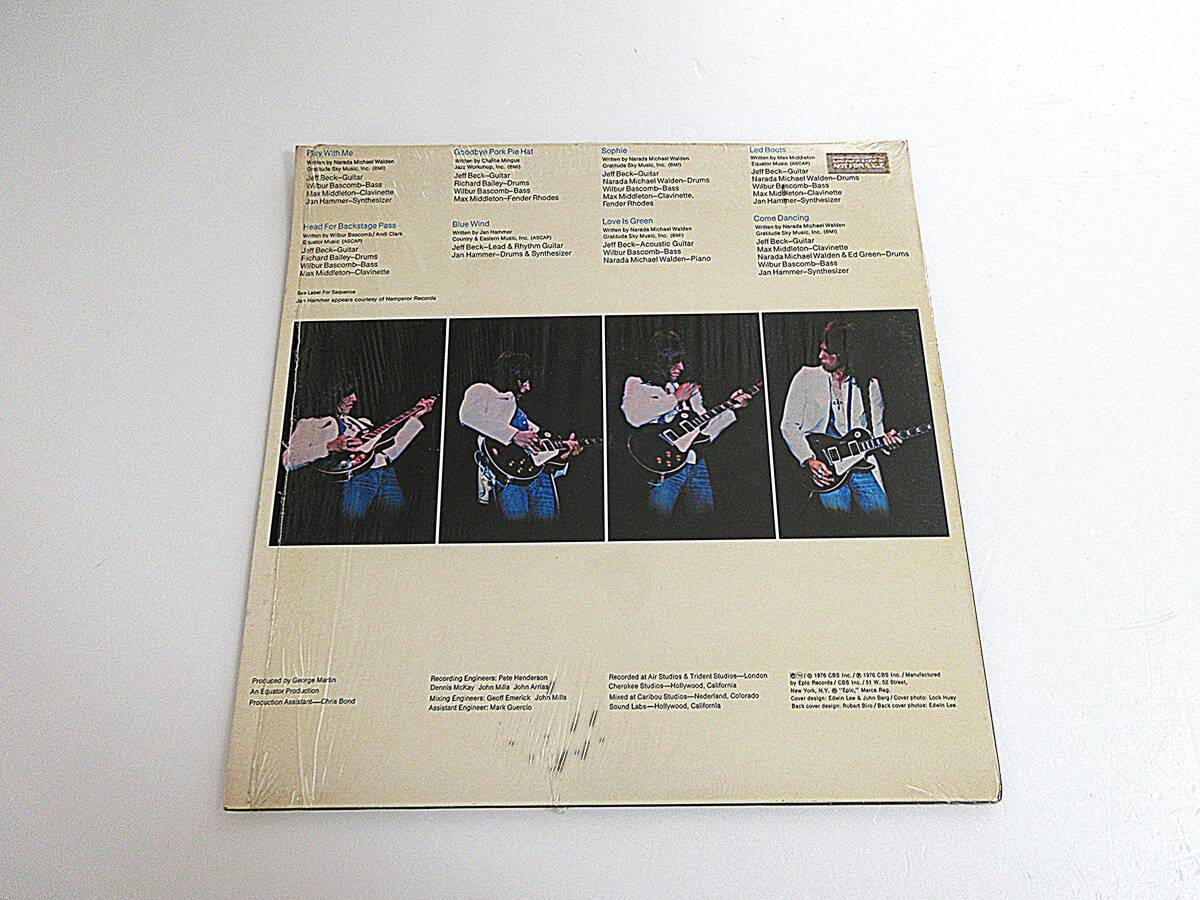 Play With Me
Written by Narada Michael Walden
Gratitude Sky Music, Inc. (BMI)
Jeff Beck–Guitar
Wilbur Bascomb–Bass
Max Middleton–Clavinette
Jan Hammer–Synthesizer
Goodbye Pork Pie Hat
Written by Charlie Mingus
Jazz Workshop, Inc. (BMI)
Jeff Beck–Guitar
Richard Bailey–Drums
Wilbur Bascomb–Bass
Max Middleton–Fender Rhodes
Sophie
Written by Narada Michael Walden
Gratitude Sky Music, Inc. (BMI)
Jeff Beck–Guitar
Narada Michael Walden–Drums
Wilbur Bascomb–Bass
Max Middleton–Clavinette,
Fender Rhodes
Led Boots
Written by Max Middleton
Equator Music (ASCAP)
Jeff Beck–Guitar
Narada Michael Walden–Drums
Wilbur Bascomb–Bass
Max Middleton–Clavinette
Jan Hammer–Synthesizer
Head For Backstage Pass
Written by Wilbur Bascomb/Andi Clark
Equator Music (ASCAP)
Jeff Beck–Guitar
Richard Bailey–Drums
Wilbur Bascomb–Bass
Max Middleton–Clavinette
Blue Wind
Written by Jan Hammer
Country & Eastern Music, Inc. (ASCAP)
Jeff Beck–Lead & Rhythm Guitar
Jan Hammer–Drums & Synthesizer
Love Is Green
Written by Narada Michael Walden
Gratitude Sky Music, Inc. (BMI)
Jeff Beck–Acoustic Guitar
Wilbur Bascomb–Bass
Narada Michael Walden–Piano
Come Dancing
Written by Narada Michael Walden
Gratitude Sky Music, Inc. (BMI)
Jeff Beck–Guitar
Max Middleton–Clavinette
Narada Michael Walden & Ed Green–Drums
Wilbur Bascomb–Bass
Jan Hammer–Synthesizer
See Label For Sequence
Jan Hammer appears courtesy of Nemperor Records
Produced by George Martin
An Equator Production
Production Assistant—Chris Bond
Recording Engineers: Pete Henderson
Dennis McKay John Mills John Arrias
Mixing Engineers: Geoff Emerick John Mills
Assistant Engineer: Mark Guercio
Recorded at Air Studios & Trident Studios—London
Cherokee Studios—Hollywood, California
Mixed at Caribou Studios—Nederland, Colorado
Sound Labs—Hollywood, California
© 1976 CBS Inc./℗ 1976 CBS Inc./Manufactured
by Epic Records/CBS Inc./51 W. 52 Street,
New York, N.Y. ® "Epic," Marca Reg.
Cover design: Edwin Lee & John Berg/Cover photo: Lock Huey
Back cover design: Robert Biro/Back cover photos: Edwin Lee